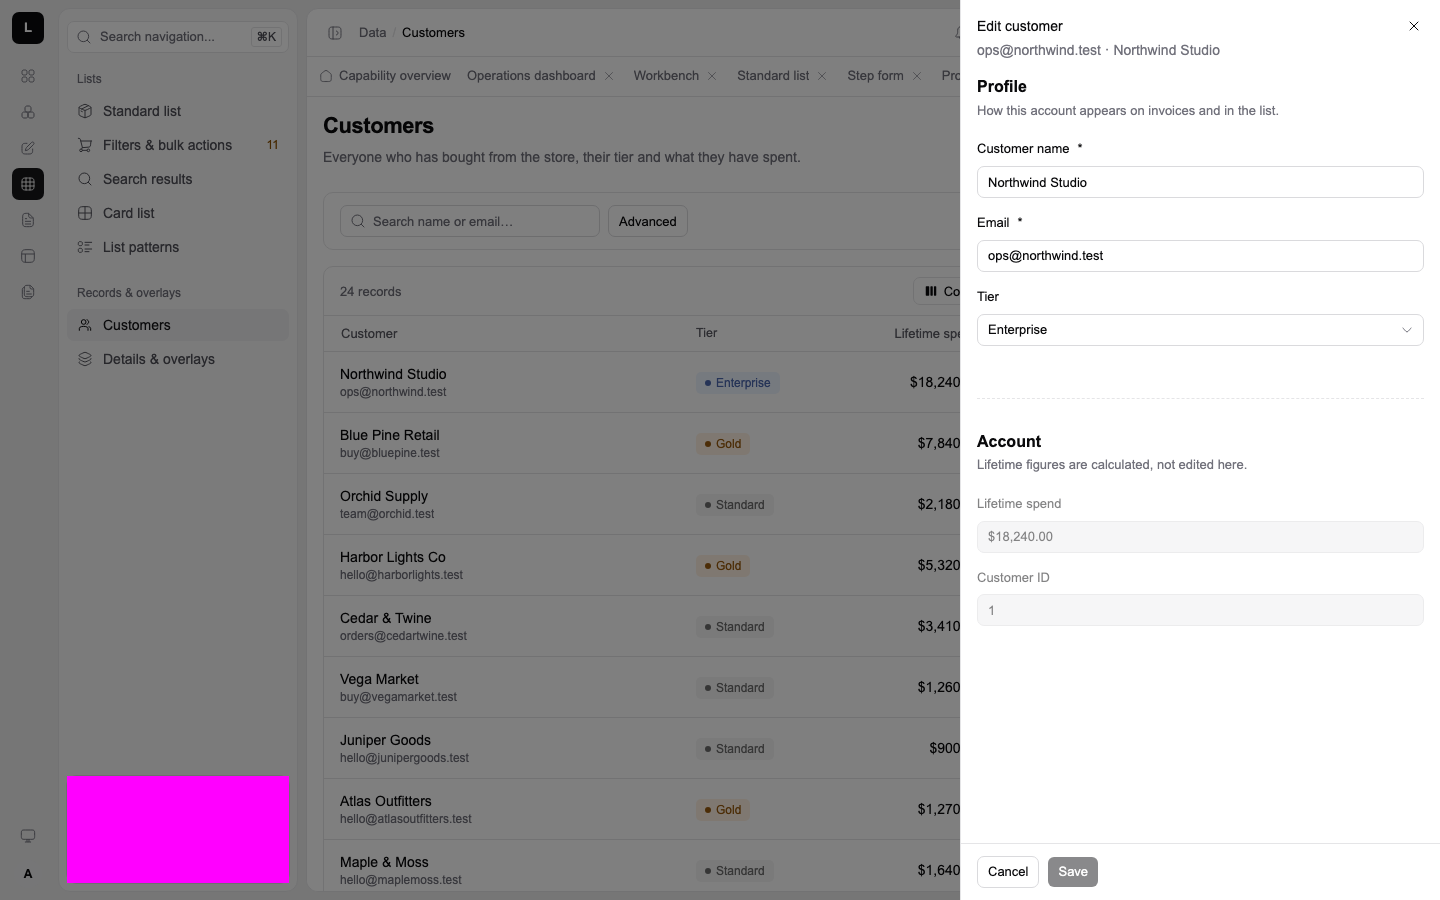 L
Search navigation... ⌘K
Lists
Standard list
Filters & bulk actions 11
Search results
Card list
List patterns
Records & overlays
Customers
Details & overlays
A
Data / Customers
Capability overview Operations dashboard Workbench Standard list Step form Pro
Customers
Everyone who has bought from the store, their tier and what they have spent.
Search name or email... Advanced
24 records Co
Customer Tier Lifetime spe
Northwind Studio Enterprise $18,240
ops@northwind.test
Blue Pine Retail Gold $7,840
buy@bluepine.test
Orchid Supply Standard $2,180
team@orchid.test
Harbor Lights Co Gold $5,320
hello@harborlights.test
Cedar & Twine Standard $3,410
orders@cedartwine.test
Vega Market Standard $1,260
buy@vegamarket.test
Juniper Goods Standard $900
hello@junipergoods.test
Atlas Outfitters Gold $1,270
hello@atlasoutfitters.test
Maple & Moss Standard $1,640
hello@maplemoss.test
Edit customer
ops@northwind.test · Northwind Studio
Profile
How this account appears on invoices and in the list.
Customer name *
Northwind Studio
Email *
ops@northwind.test
Tier
Enterprise
Account
Lifetime figures are calculated, not edited here.
Lifetime spend
$18,240.00
Customer ID
1
Cancel Save